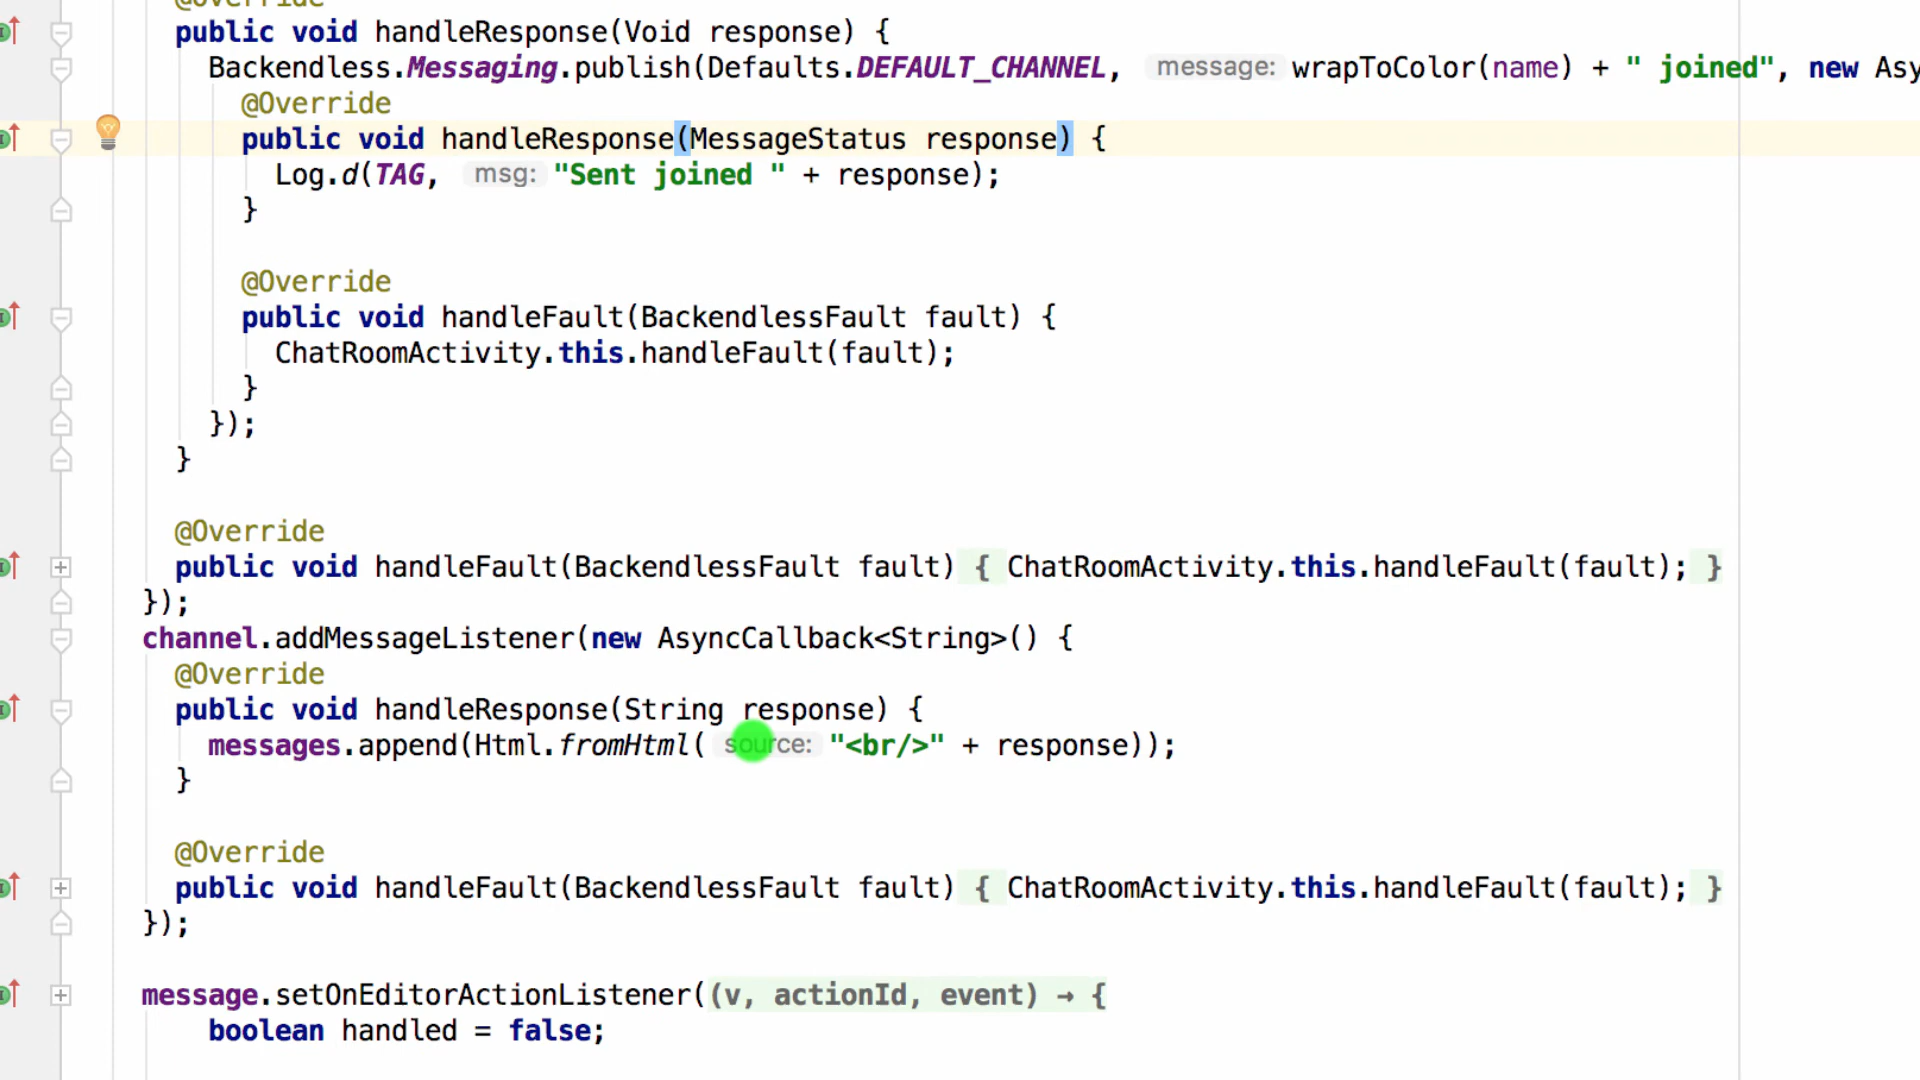 @Override
public void handleResponse(Void response) {
Backendless.Messaging.publish(Defaults.DEFAULT_CHANNEL, message: wrapToColor(name) + " joined", new Asy
@Override
public void handleResponse(MessageStatus response) {
Log.d(TAG, msg: "Sent joined " + response);
}
@Override
public void handleFault(BackendlessFault fault) {
ChatRoomActivity.this.handleFault(fault);
}
});
}
@Override
public void handleFault(BackendlessFault fault) { ChatRoomActivity.this.handleFault(fault); }
});
channel.addMessageListener(new AsyncCallback<String>() {
@Override
public void handleResponse(String response) {
messages.append(Html.fromHtml( source: "<br/>" + response));
}
@Override
public void handleFault(BackendlessFault fault) { ChatRoomActivity.this.handleFault(fault); }
});
message.setOnEditorActionListener((v, actionId, event) → {
boolean handled = false;